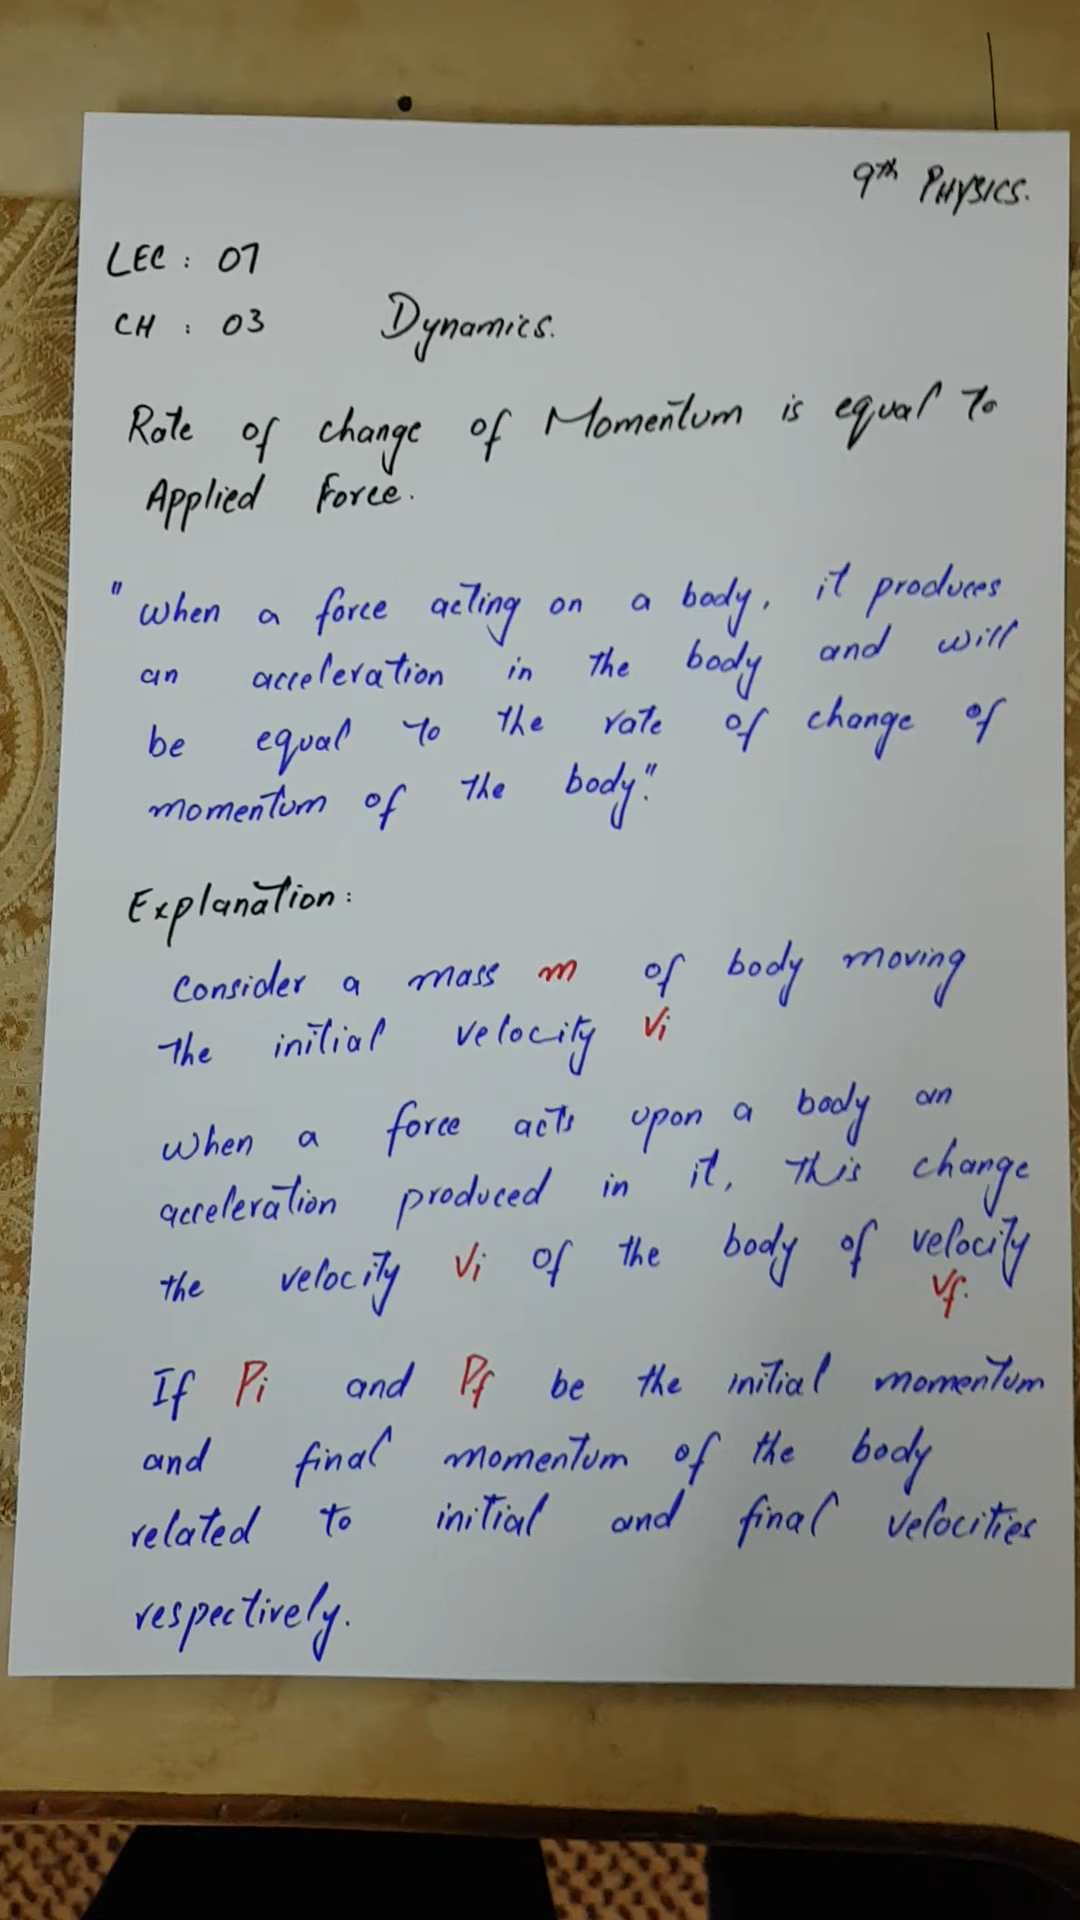 9th PHYSICS.
LEC : 07
CH : 03 Dynamics.
Rate of change of Momentum is equal to
Applied Force.
"When a force acting on a body, it produces
an acceleration in the body and will
be equal to the rate of change of
momentum of the body".
Explanation:
Consider a mass m of body moving
the initial velocity Vi
When a force acts upon a body an
acceleration produced in it, This change
the velocity Vi of the body of velocity
Vf.
If Pi and Pf be the initial momentum
and final momentum of the body
related to initial and final velocities
respectively.